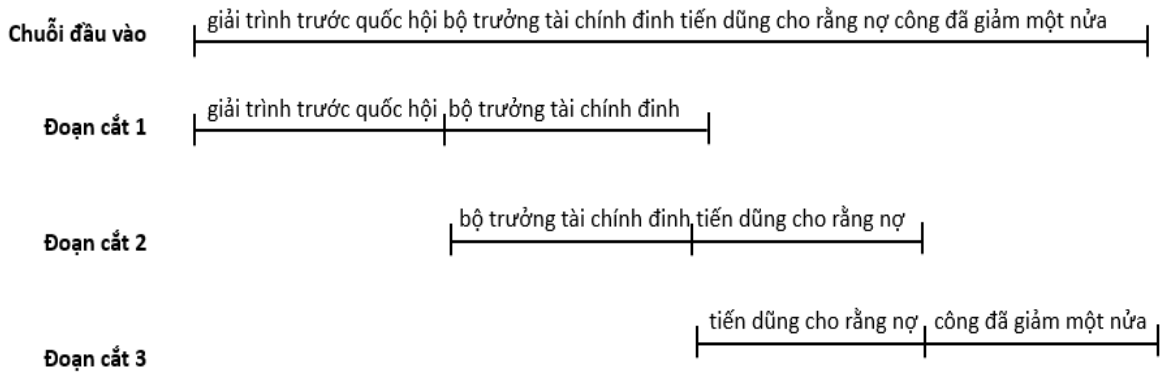 Chuỗi đầu vào giải trình trước quốc hội bộ trưởng tài chính đinh tiến dũng cho rằng nợ công đã giảm một nửa
Đoạn cắt 1 giải trình trước quốc hội bộ trưởng tài chính đinh
Đoạn cắt 2 bộ trưởng tài chính đinh tiến dũng cho rằng nợ
Đoạn cắt 3 tiến dũng cho rằng nợ công đã giảm một nửa